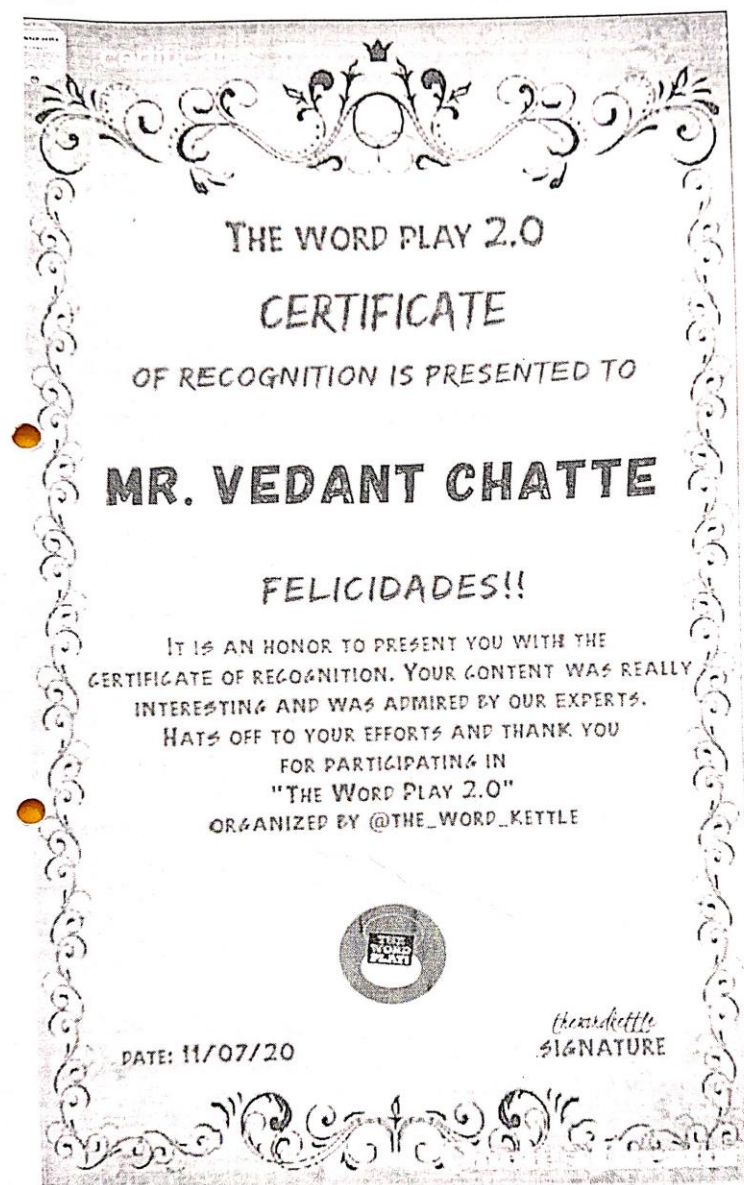 THE WORD PLAY 2.0
CERTIFICATE
OF RECOGNITION IS PRESENTED TO
MR. VEDANT CHATTE
FELICIDADES!!
IT IS AN HONOR TO PRESENT YOU WITH THE
CERTIFICATE OF RECOGNITION. YOUR CONTENT WAS REALLY
INTERESTING AND WAS ADMIRED BY OUR EXPERTS.
HATS OFF TO YOUR EFFORTS AND THANK YOU
FOR PARTICIPATING IN
"THE WORD PLAY 2.0"
ORGANIZED BY @THE_WORD_KETTLE
thewordkettle
SIGNATURE
DATE: 11/07/20